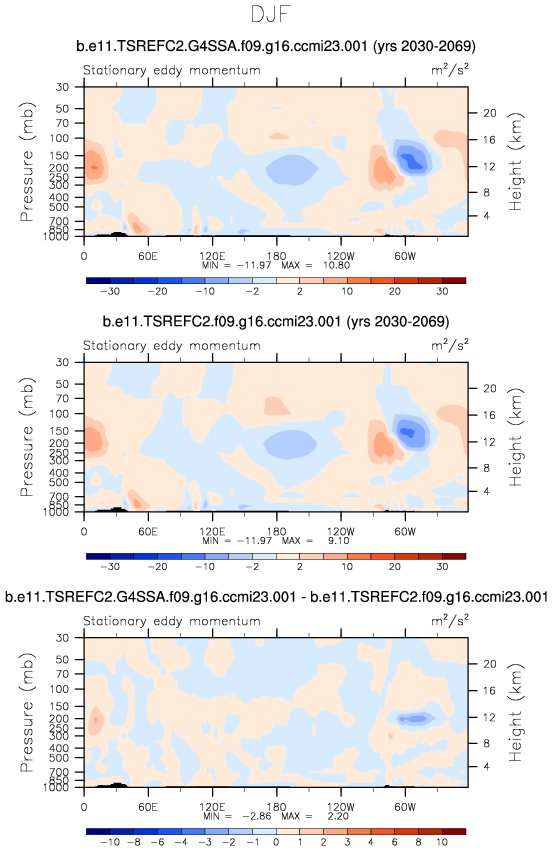 DJF
b.e11.TSREFC2.G4SSA.f09.g16.ccmi23.001 (yrs 2030-2069)
Stationary eddy momentum m²/s²
Pressure (mb)
30
50
70
100
150
200
250
300
400
500
700
850
1000
20
16
12
8
4
Height (km)
0 60E 120E 180 120W 60W
MIN = −11.97 MAX = 10.80
−30 −20 −10 −2 2 10 20 30
b.e11.TSREFC2.f09.g16.ccmi23.001 (yrs 2030-2069)
Stationary eddy momentum m²/s²
Pressure (mb)
30
50
70
100
150
200
250
300
400
500
700
850
1000
20
16
12
8
4
Height (km)
0 60E 120E 180 120W 60W
MIN = −11.97 MAX = 9.10
−30 −20 −10 −2 2 10 20 30
b.e11.TSREFC2.G4SSA.f09.g16.ccmi23.001 - b.e11.TSREFC2.f09.g16.ccmi23.001
Stationary eddy momentum m²/s²
Pressure (mb)
30
50
70
100
150
200
250
300
400
500
700
850
1000
20
16
12
8
4
Height (km)
0 60E 120E 180 120W 60W
MIN = −2.86 MAX = 2.20
−10 −8 −6 −4 −3 −2 −1 0 1 2 3 4 6 8 10